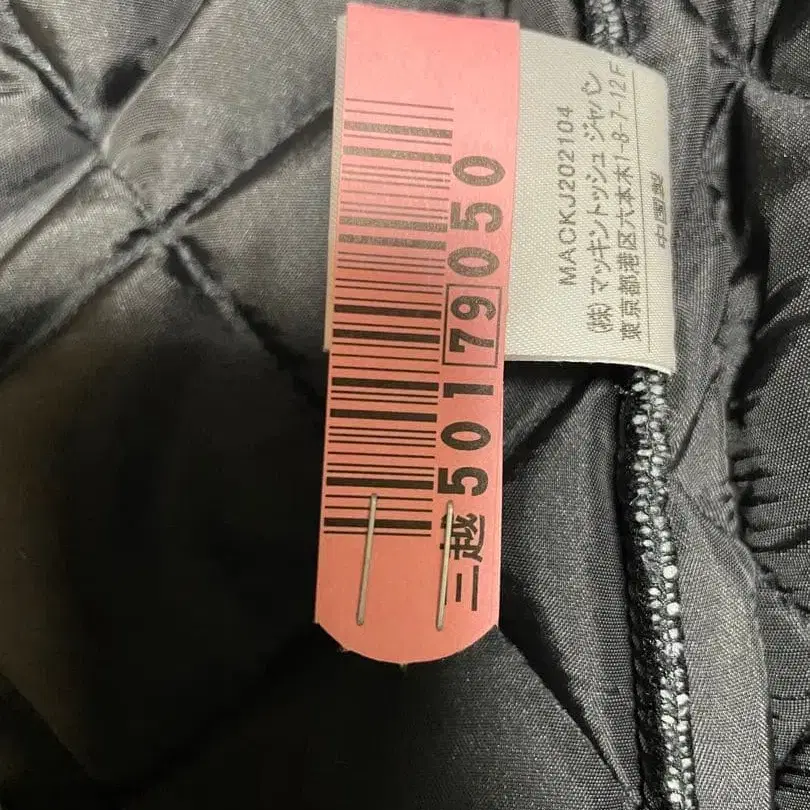 三越 501 79 050
MACKJ202104
(株) マッキントッシュ ジャパン
東京都港区六本木1-8-7-12F
中国製